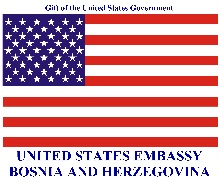 Gift of the United States Government
UNITED STATES EMBASSY
BOSNIA AND HERZEGOVINA